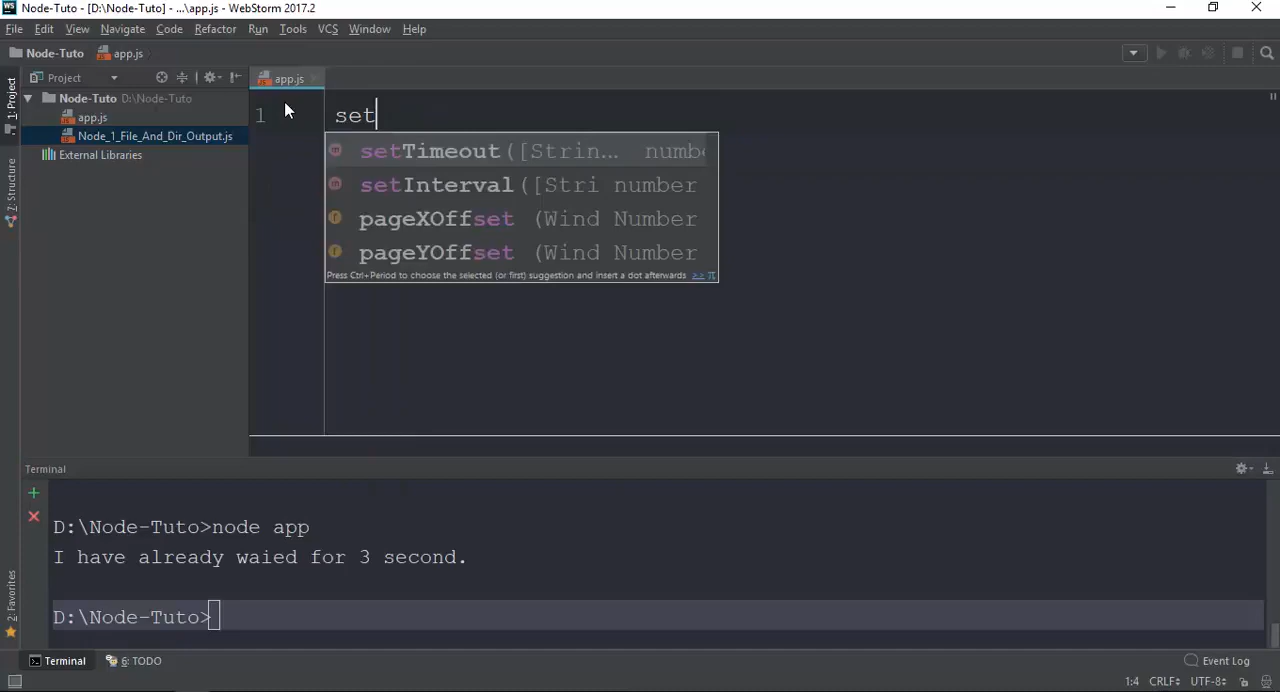 Node-Tuto - [D:\Node-Tuto] - ...\app.js - WebStorm 2017.2
File Edit View Navigate Code Refactor Run Tools VCS Window Help
Node-Tuto app.js
1: Project
Project
app.js
Node-Tuto D:\Node-Tuto
app.js
Node_1_File_And_Dir_Output.js
External Libraries
7: Structure
1 set
setTimeout([Strin... numb
setInterval([Stri number
pageXOffset (Wind Number
pageYOffset (Wind Number
Press Ctrl+Period to choose the selected (or first) suggestion and insert a dot afterwards >> π
Terminal
D:\Node-Tuto>node app
I have already waied for 3 second.
D:\Node-Tuto>
2: Favorites
Terminal 6: TODO Event Log
1:4 CRLF UTF-8